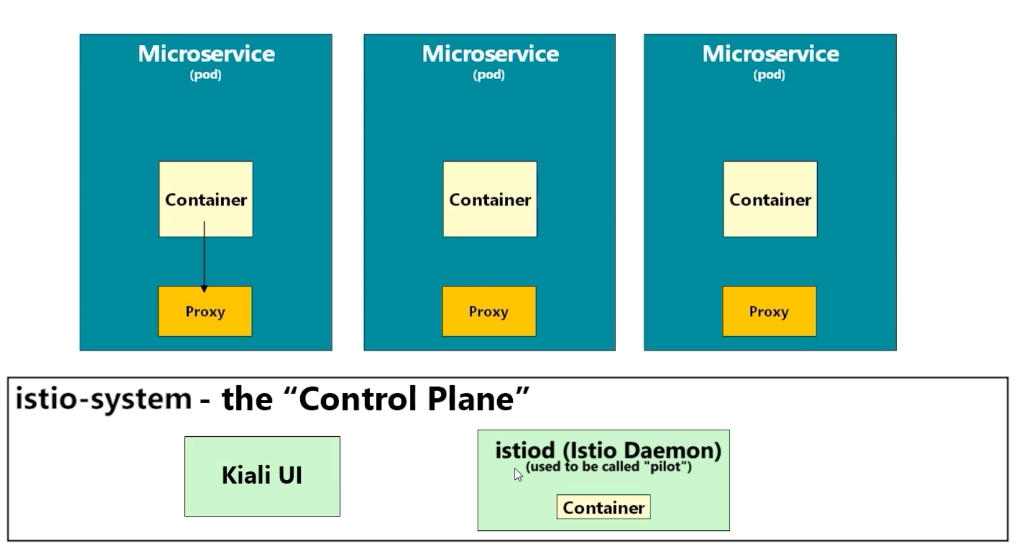 Microservice
(pod)
Microservice
(pod)
Microservice
(pod)
Container
Container
Container
Proxy
Proxy
Proxy
istio-system - the “Control Plane”
Kiali UI
istiod (Istio Daemon)
(used to be called "pilot")
Container